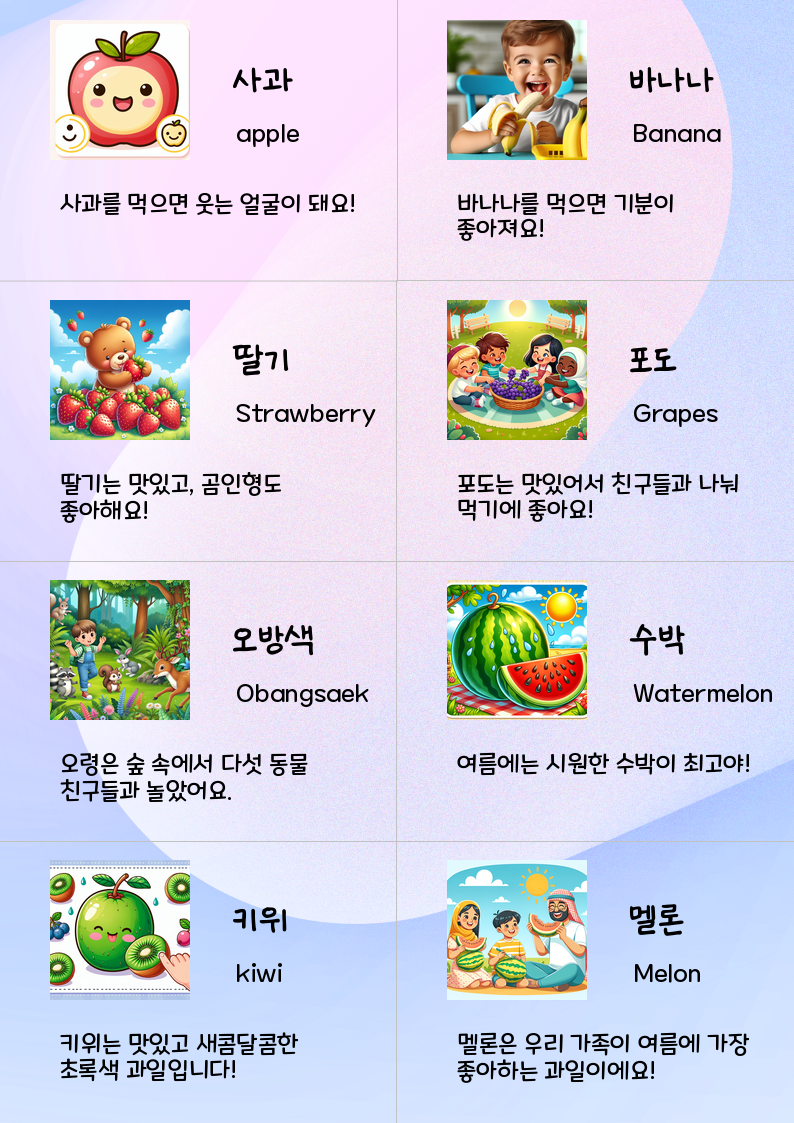 사과
apple
사과를 먹으면 웃는 얼굴이 돼요!
바나나
Banana
바나나를 먹으면 기분이
좋아져요!
딸기
Strawberry
딸기는 맛있고, 곰인형도
좋아해요!
포도
Grapes
포도는 맛있어서 친구들과 나눠
먹기에 좋아요!
오방색
Obangsaek
오령은 숲 속에서 다섯 동물
친구들과 놀았어요.
수박
Watermelon
여름에는 시원한 수박이 최고야!
키위
kiwi
키위는 맛있고 새콤달콤한
초록색 과일입니다!
멜론
Melon
멜론은 우리 가족이 여름에 가장
좋아하는 과일이에요!